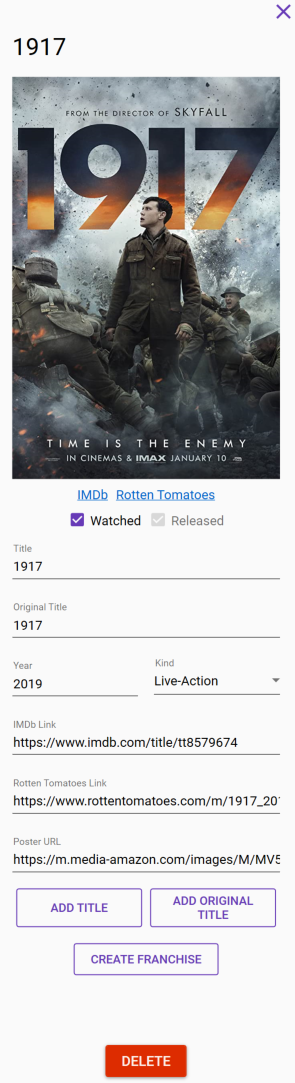 1917
FROM THE DIRECTOR OF SKYFALL
1917
TIME IS THE ENEMY
IN CINEMAS & IMAX JANUARY 10
IMDb Rotten Tomatoes
Watched Released
Title
1917
Original Title
1917
Year Kind
2019 Live-Action
IMDb Link
https://www.imdb.com/title/tt8579674
Rotten Tomatoes Link
https://www.rottentomatoes.com/m/1917_20
Poster URL
https://m.media-amazon.com/images/M/MV5
ADD TITLE ADD ORIGINAL
TITLE
CREATE FRANCHISE
DELETE